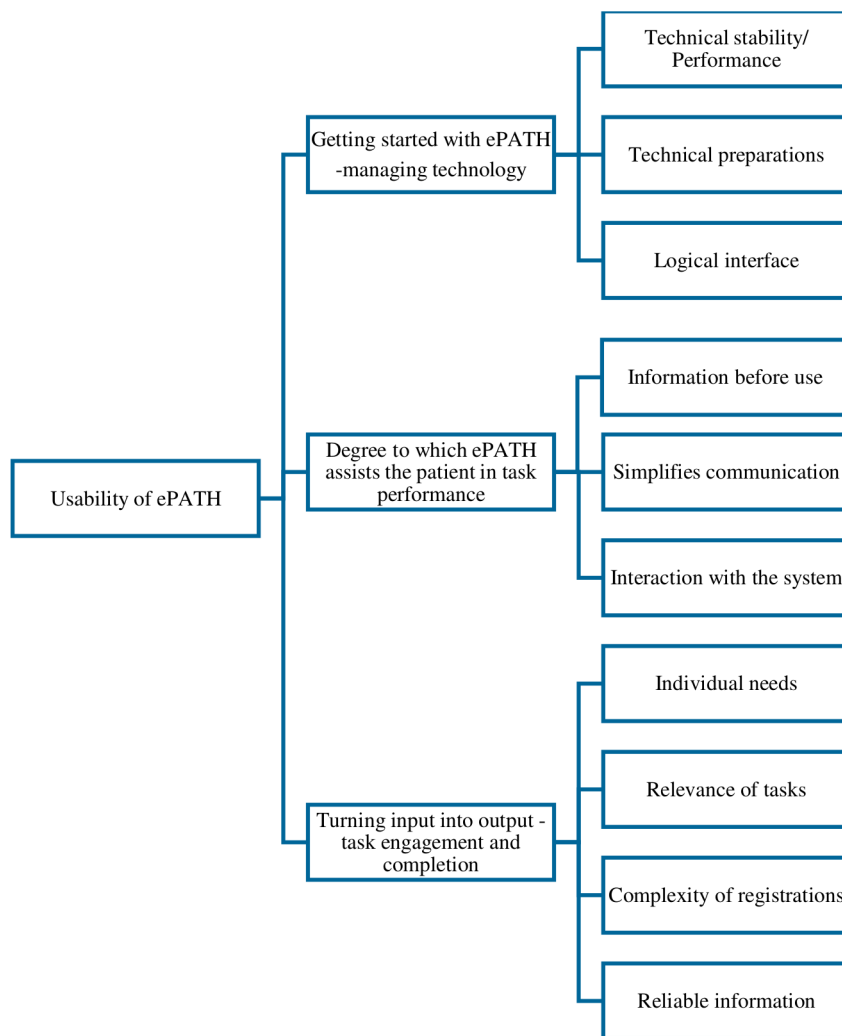 Technical stability/
Performance
Getting started with ePATH
-managing technology
Technical preparations
Logical interface
Information before use
Degree to which ePATH
assists the patient in task
performance
Simplifies communication
Usability of ePATH
Interaction with the system
Individual needs
Relevance of tasks
Turning input into output -
task engagement and
completion
Complexity of registrations
Reliable information